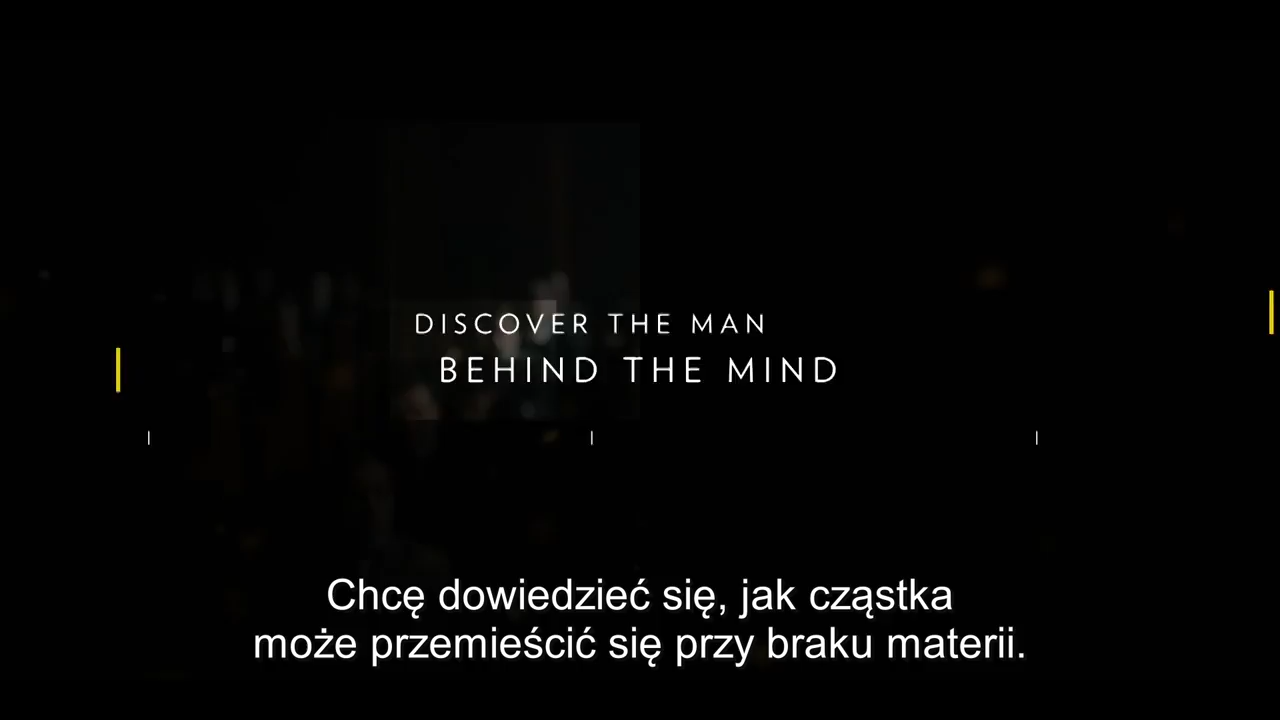 DISCOVER THE MAN
BEHIND THE MIND
Chcę dowiedzieć się, jak cząstka
może przemieścić się przy braku materii.